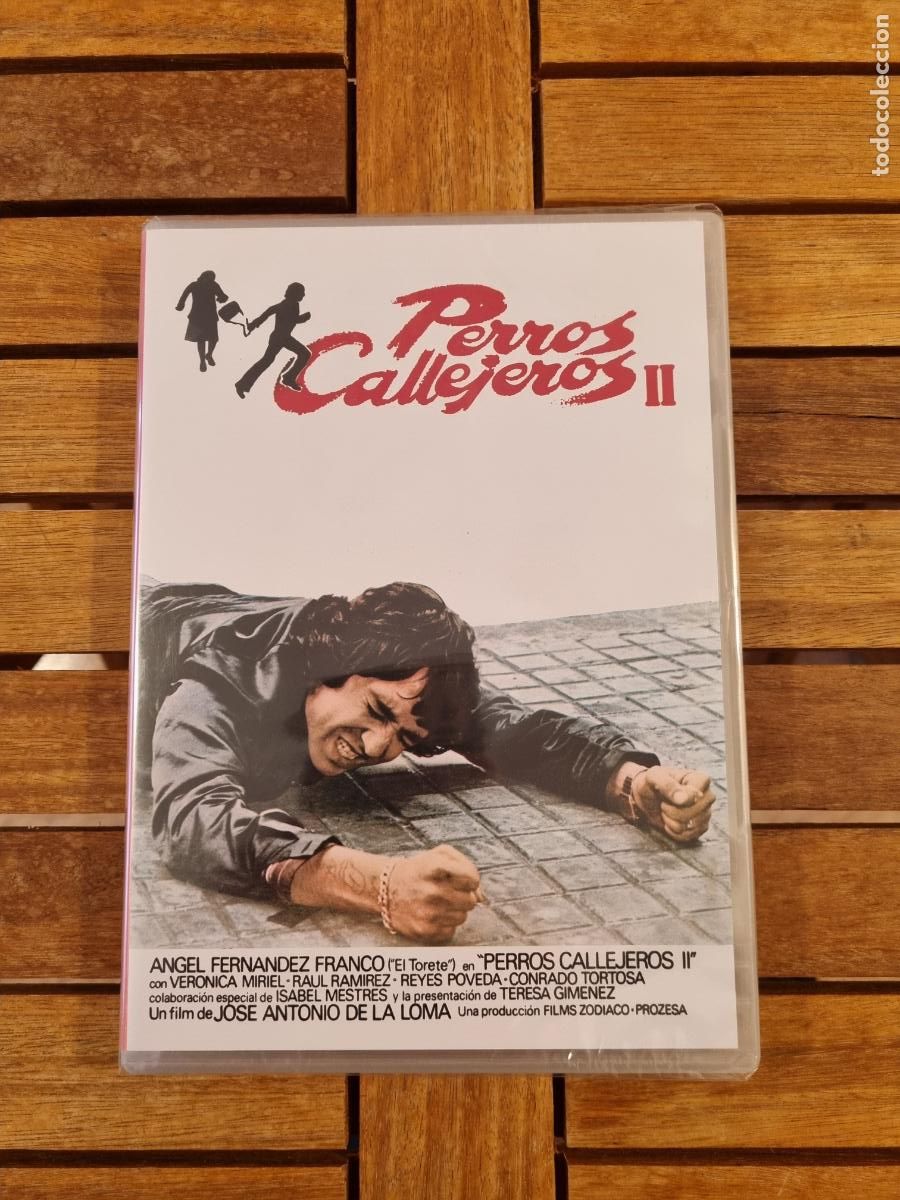 todocoleccion
Perros
Callejeros II
ANGEL FERNANDEZ FRANCO ("El Torete") en "PERROS CALLEJEROS II"
con VERONICA MIRIEL • RAUL RAMIREZ • REYES POVEDA • CONRADO TORTOSA
colaboración especial de ISABEL MESTRES y la presentación de TERESA GIMENEZ
Un film de JOSE ANTONIO DE LA LOMA Una producción FILMS ZODIACO • PROZESA